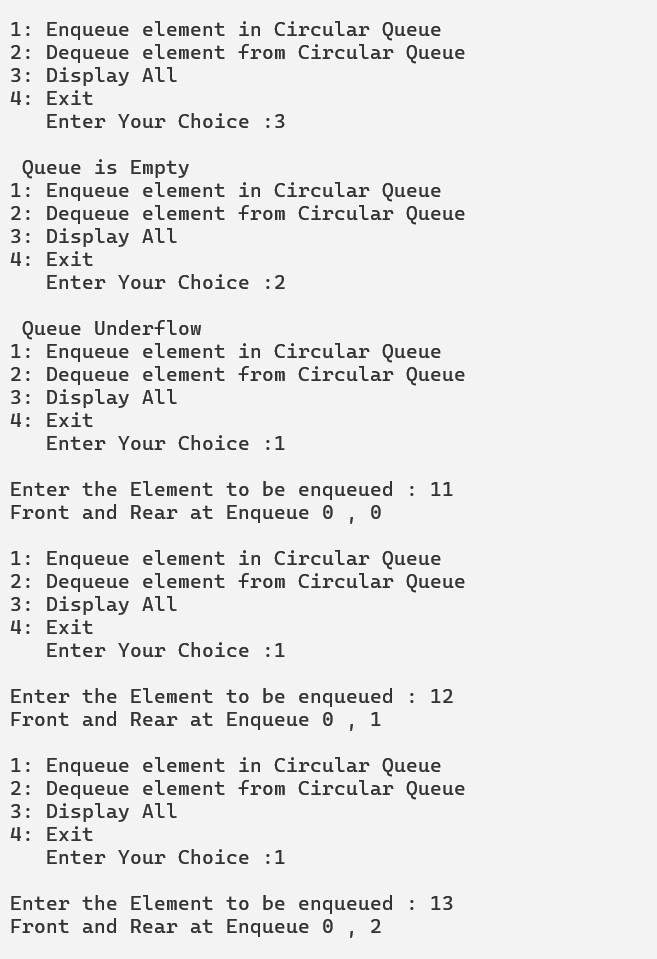 1: Enqueue element in Circular Queue
2: Dequeue element from Circular Queue
3: Display All
4: Exit
   Enter Your Choice :3

 Queue is Empty
1: Enqueue element in Circular Queue
2: Dequeue element from Circular Queue
3: Display All
4: Exit
   Enter Your Choice :2

 Queue Underflow
1: Enqueue element in Circular Queue
2: Dequeue element from Circular Queue
3: Display All
4: Exit
   Enter Your Choice :1

Enter the Element to be enqueued : 11
Front and Rear at Enqueue 0 , 0

1: Enqueue element in Circular Queue
2: Dequeue element from Circular Queue
3: Display All
4: Exit
   Enter Your Choice :1

Enter the Element to be enqueued : 12
Front and Rear at Enqueue 0 , 1

1: Enqueue element in Circular Queue
2: Dequeue element from Circular Queue
3: Display All
4: Exit
   Enter Your Choice :1

Enter the Element to be enqueued : 13
Front and Rear at Enqueue 0 , 2